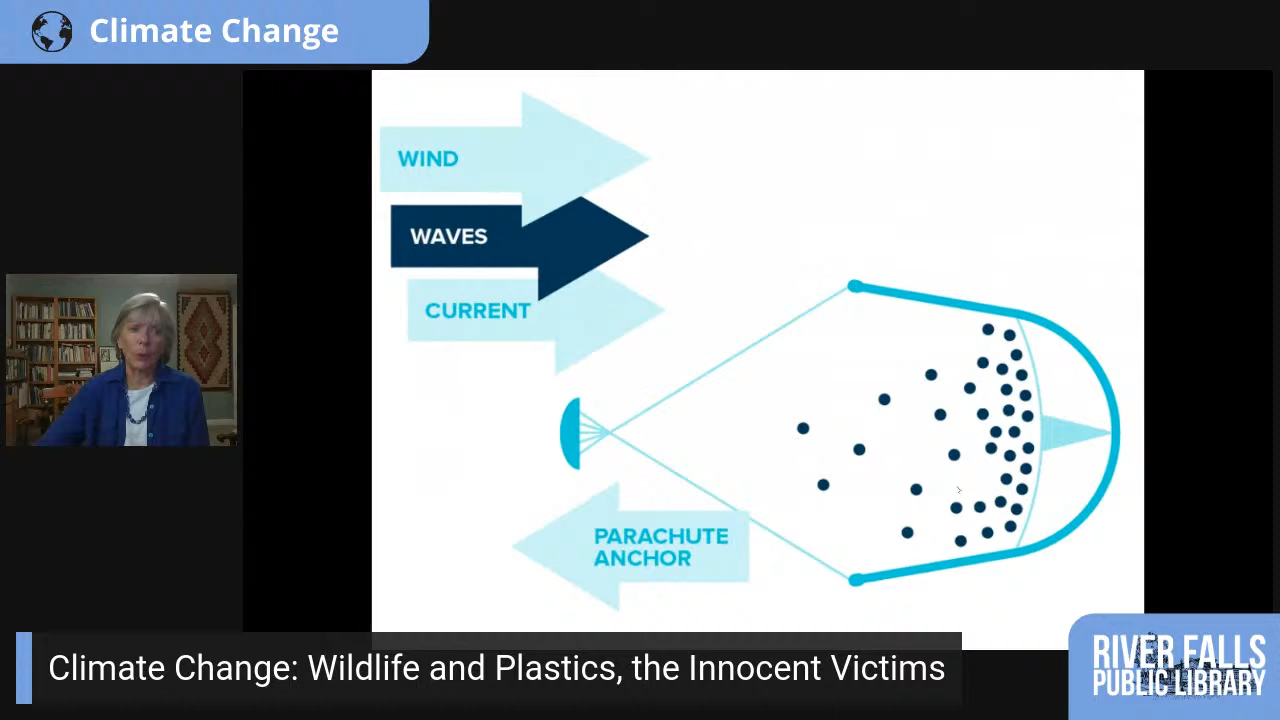 Climate Change
WIND
WAVES
CURRENT
PARACHUTE
ANCHOR
Climate Change: Wildlife and Plastics, the Innocent Victims
RIVER FALLS
PUBLIC LIBRARY